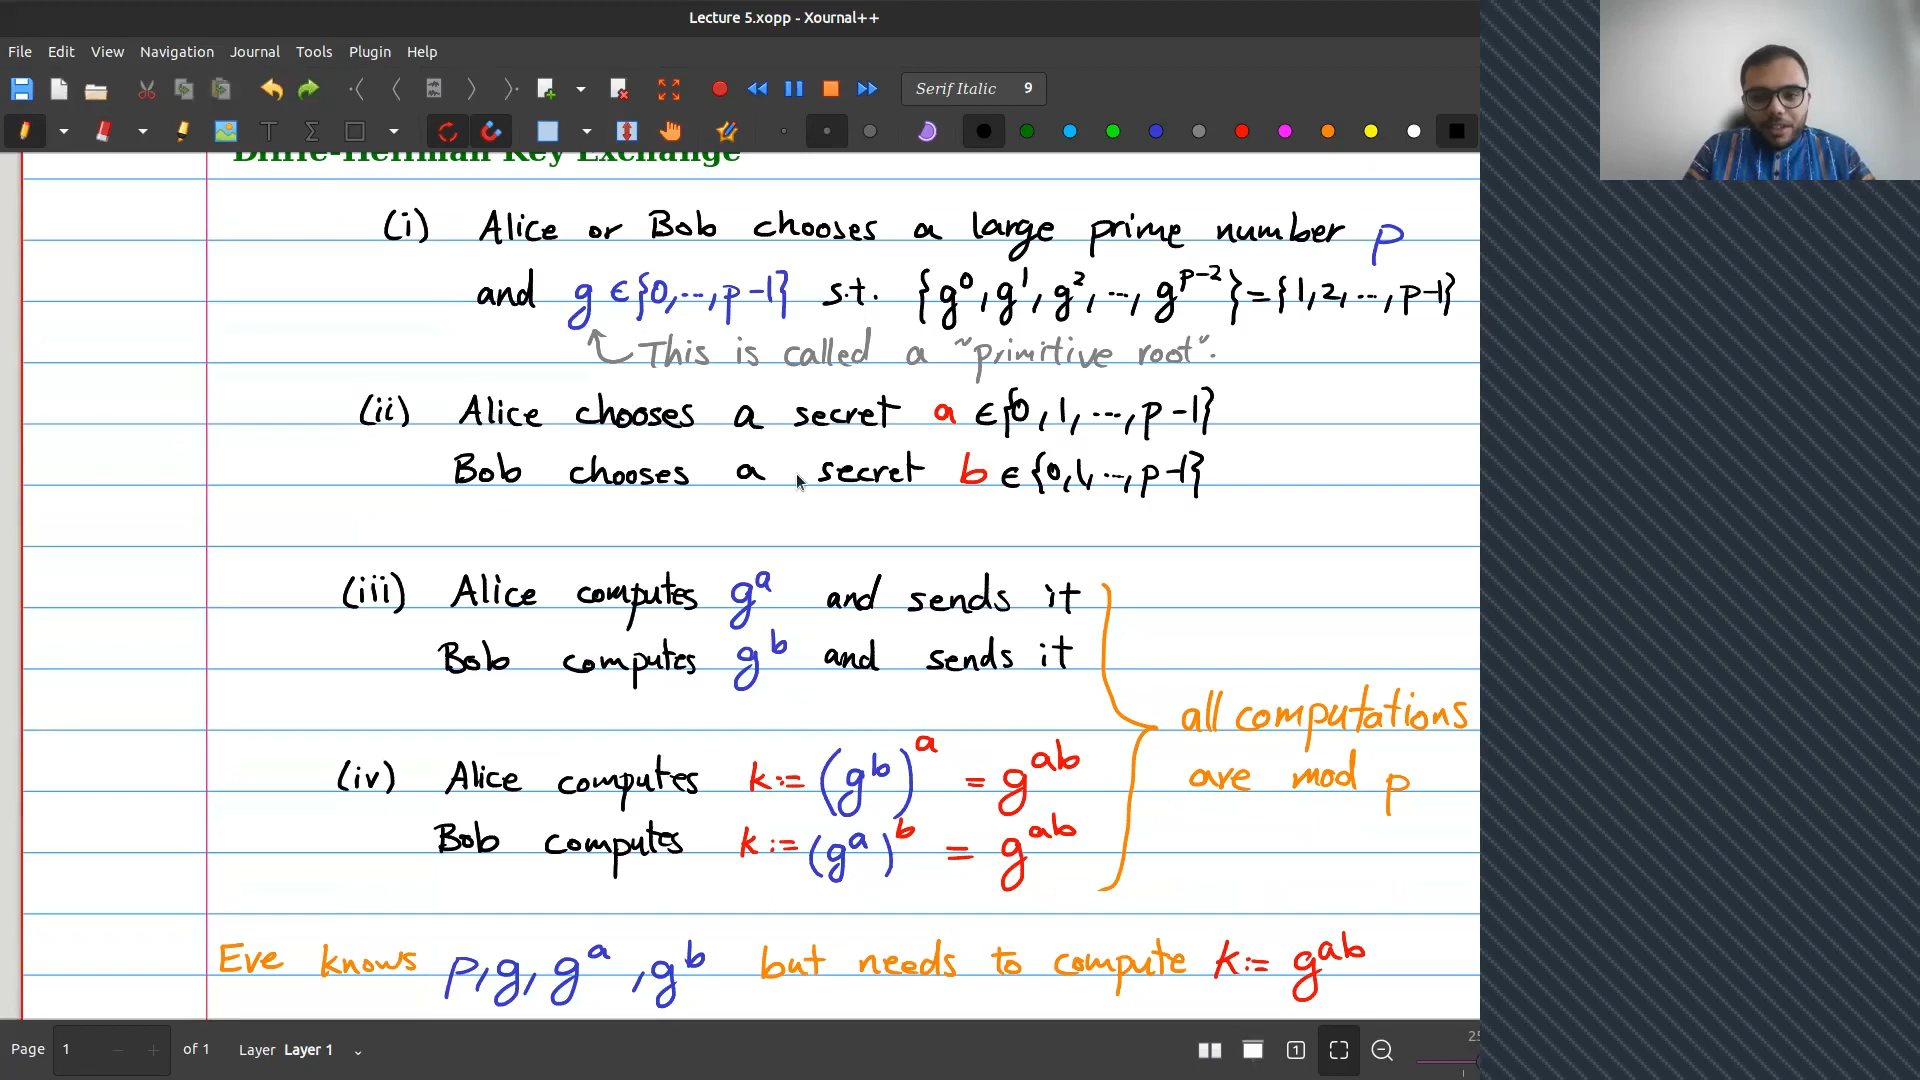 Lecture 5.xopp - Xournal++
File Edit View Navigation Journal Tools Plugin Help
Serif Italic 9
Diffie-Hellman Key Exchange
(i) Alice or Bob chooses a large prime number p
and g ∈ {0, ..., p-1} s.t. {g⁰, g¹, g², ..., g^{p-2}} = {1, 2, ..., p-1}
This is called a "primitive root".
(ii) Alice chooses a secret a ∈ {0, 1, ..., p-1}
Bob chooses a secret b ∈ {0, 1, ..., p-1}
(iii) Alice computes g^a and sends it
Bob computes g^b and sends it
all computations
are mod p
(iv) Alice computes k := (g^b)^a = g^{ab}
Bob computes k := (g^a)^b = g^{ab}
Eve knows p, g, g^a, g^b but needs to compute k := g^{ab}
Page 1 of 1 Layer Layer 1